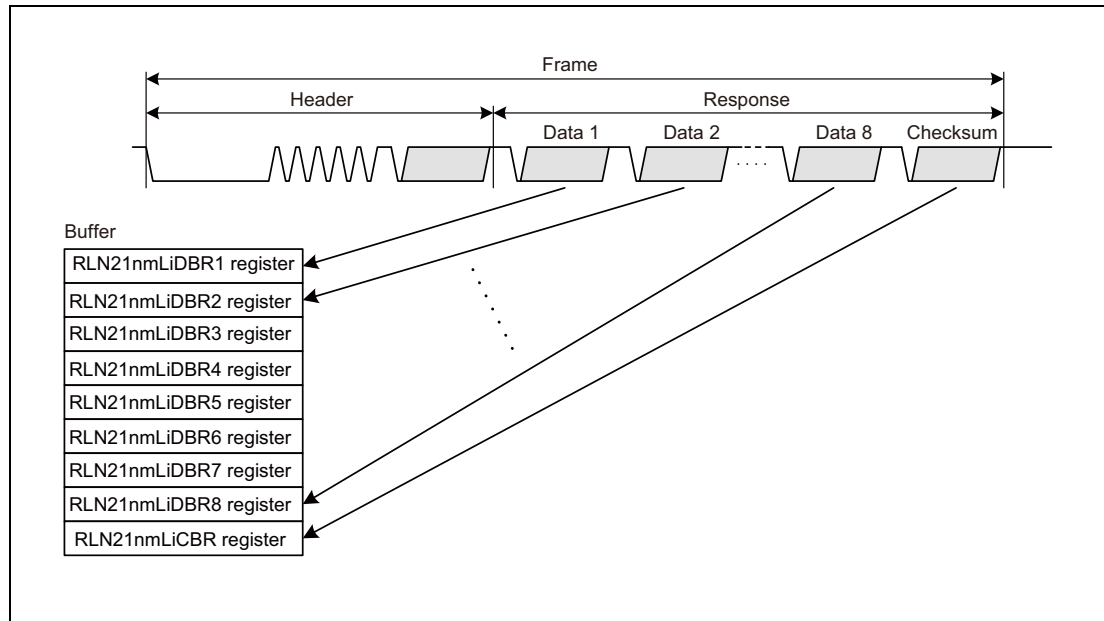 Frame
Header
Response
Data 1
Data 2
Data 8
Checksum
Buffer
RLN21nmLiDBR1 register
RLN21nmLiDBR2 register
RLN21nmLiDBR3 register
RLN21nmLiDBR4 register
RLN21nmLiDBR5 register
RLN21nmLiDBR6 register
RLN21nmLiDBR7 register
RLN21nmLiDBR8 register
RLN21nmLiCBR register